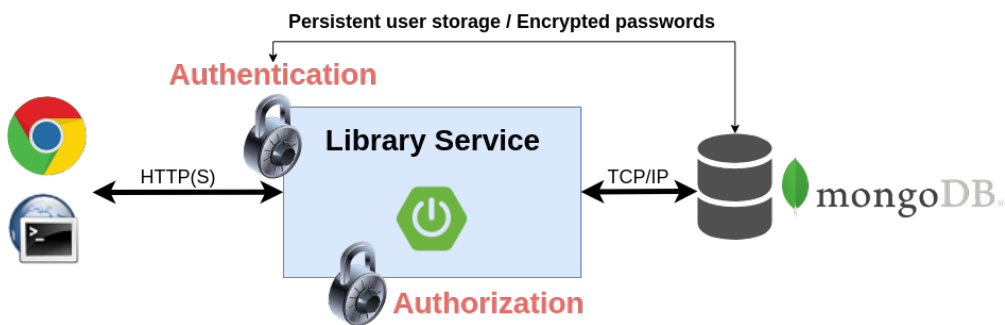 Persistent user storage / Encrypted passwords
Authentication
Library Service
HTTP(S)
TCP/IP
>_
mongoDB®
Authorization